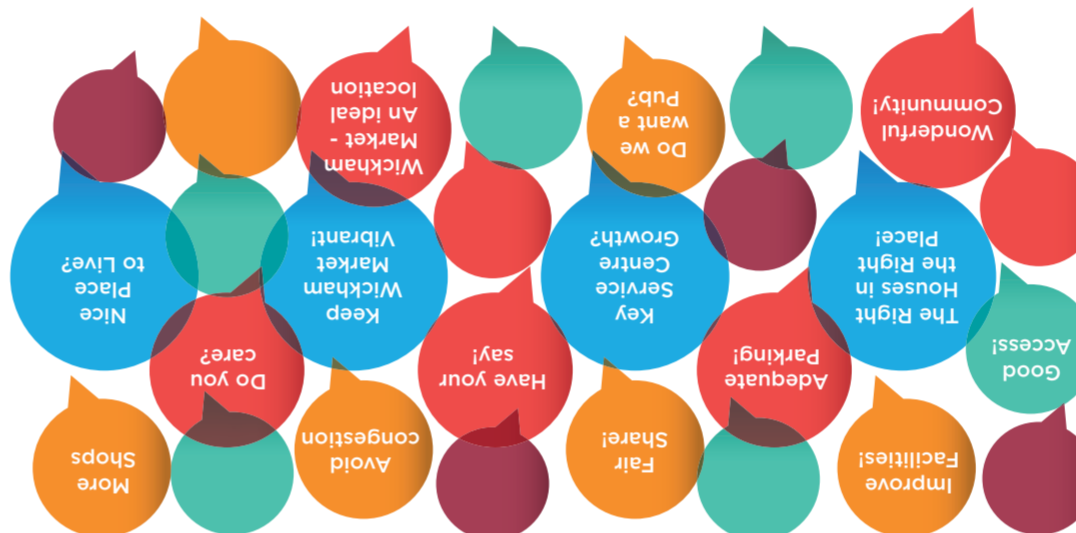 Improve
Facilities!
Fair
Share!
Avoid
congestion
More
Shops
Good
Access!
Adequate
Parking!
Have your
say!
Do you
care?
The Right
Houses in
the Right
Place!
Key
Service
Centre
Growth?
Keep
Wickham
Market
Vibrant!
Nice
Place
to Live?
Wonderful
Community!
Do we
want a
Pub?
Wickham
Market -
An ideal
location